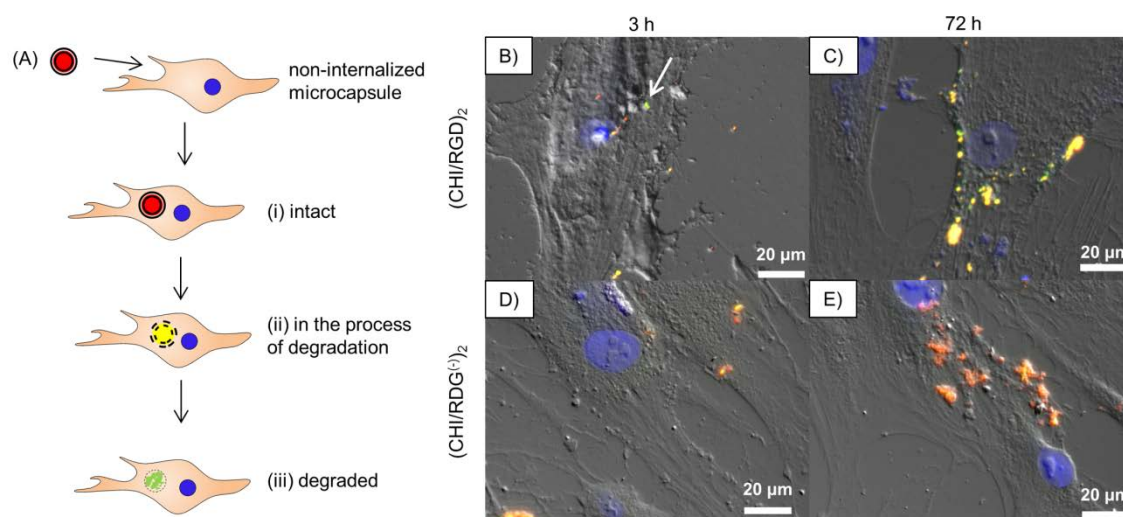 (A)
non-internalized
microcapsule
(i) intact
(ii) in the process
of degradation
(iii) degraded
3 h
72 h
(CHI/RGD)₂
(CHI/RDG⁽⁻⁾)₂
B)
20 µm
C)
20 µm
D)
20 µm
E)
20 µm